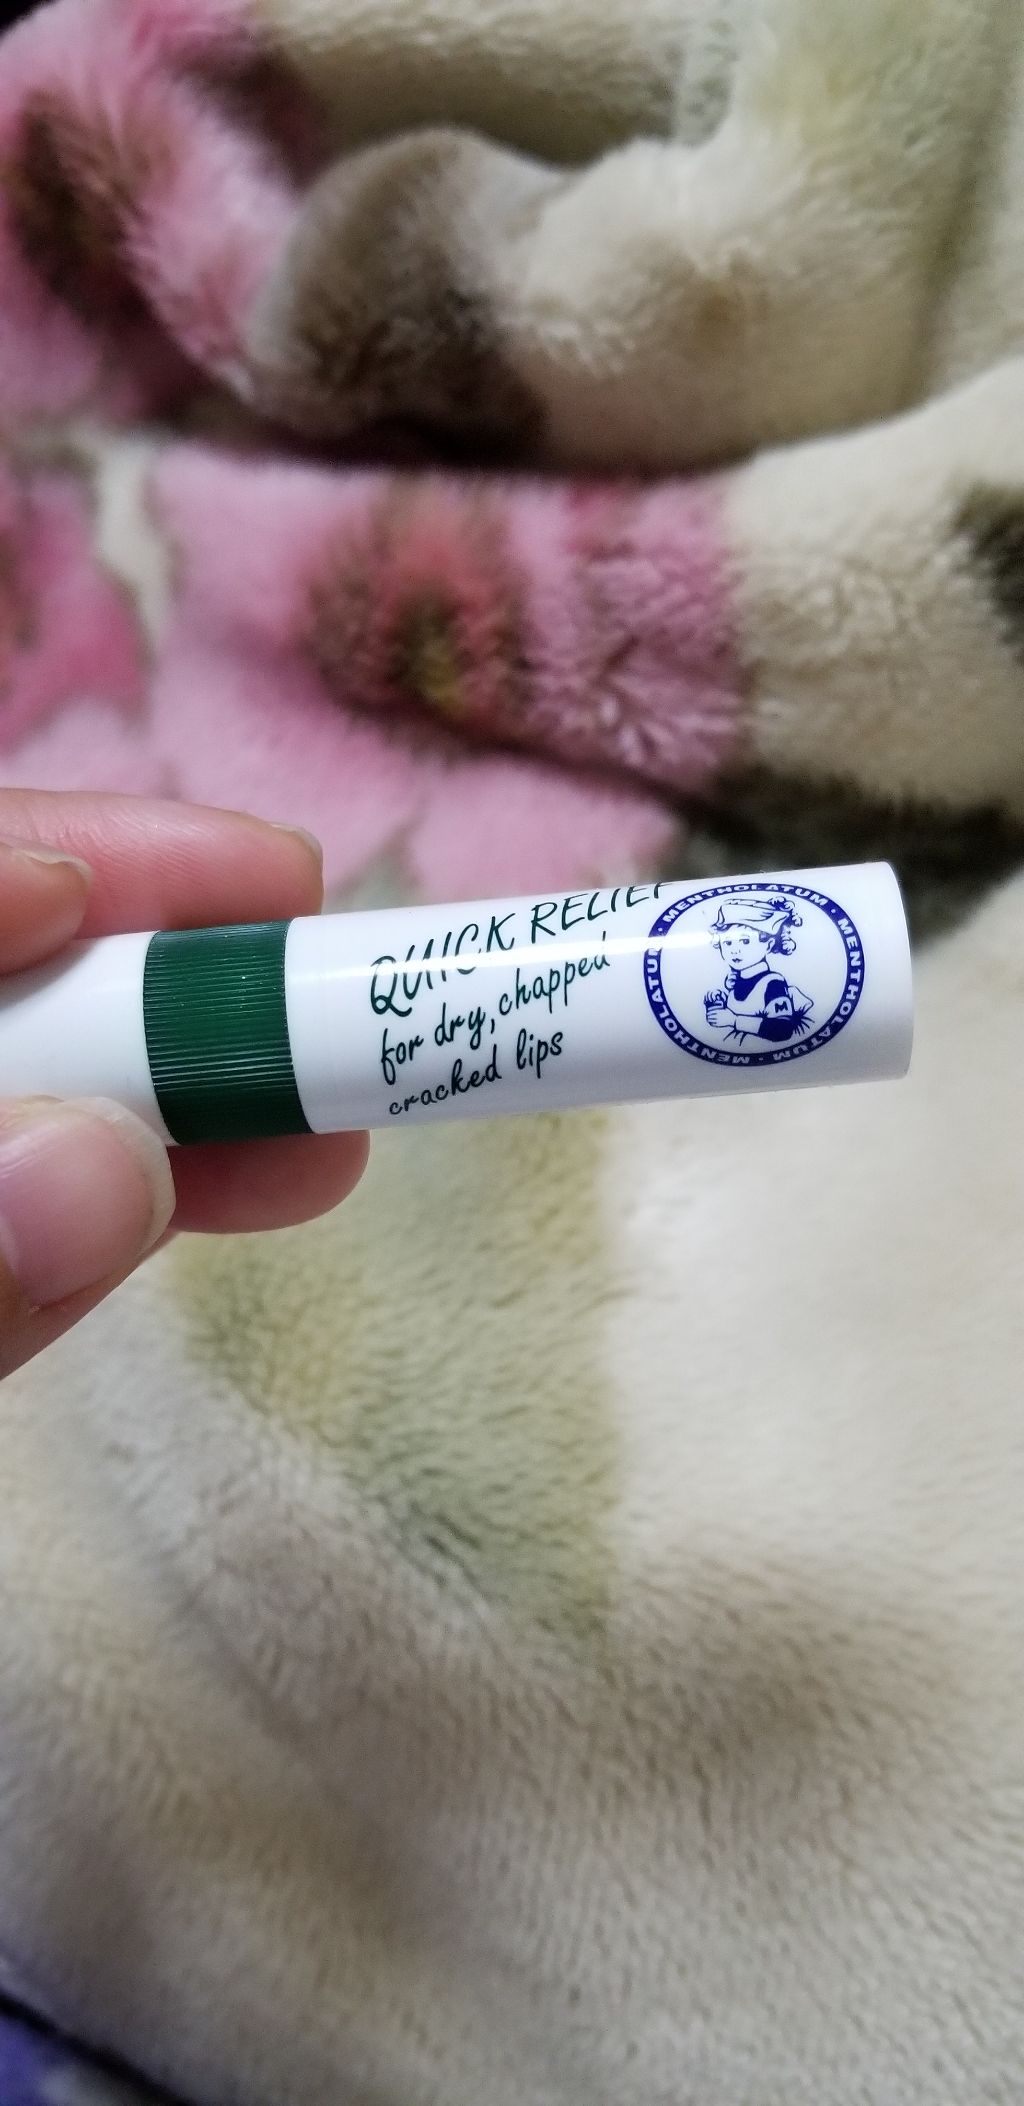 QUICK RELIEF
for dry, chapped
cracked lips
MENTHOLATUM · MENTHOLATUM · MENTHOLATUM ·
M